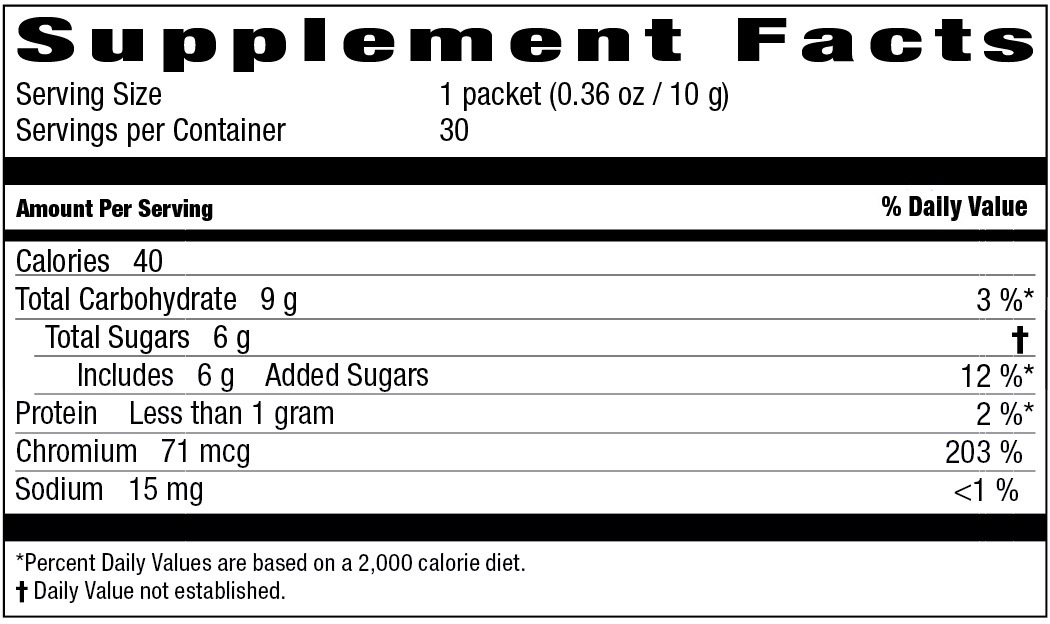 Supplement Facts
Serving Size 1 packet (0.36 oz / 10 g)
Servings per Container 30
Amount Per Serving % Daily Value
Calories 40
Total Carbohydrate 9 g 3 %*
Total Sugars 6 g †
Includes 6 g Added Sugars 12 %*
Protein Less than 1 gram 2 %*
Chromium 71 mcg 203 %
Sodium 15 mg <1 %
*Percent Daily Values are based on a 2,000 calorie diet.
† Daily Value not established.